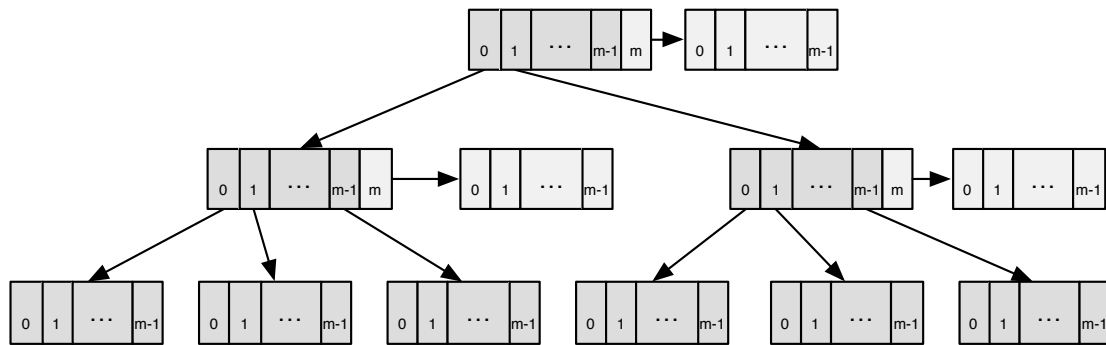 0 1 ... m-1 m 0 1 ... m-1
0 1 ... m-1 m 0 1 ... m-1 0 1 ... m-1 m 0 1 ... m-1
0 1 ... m-1 0 1 ... m-1 0 1 ... m-1 0 1 ... m-1 0 1 ... m-1 0 1 ... m-1